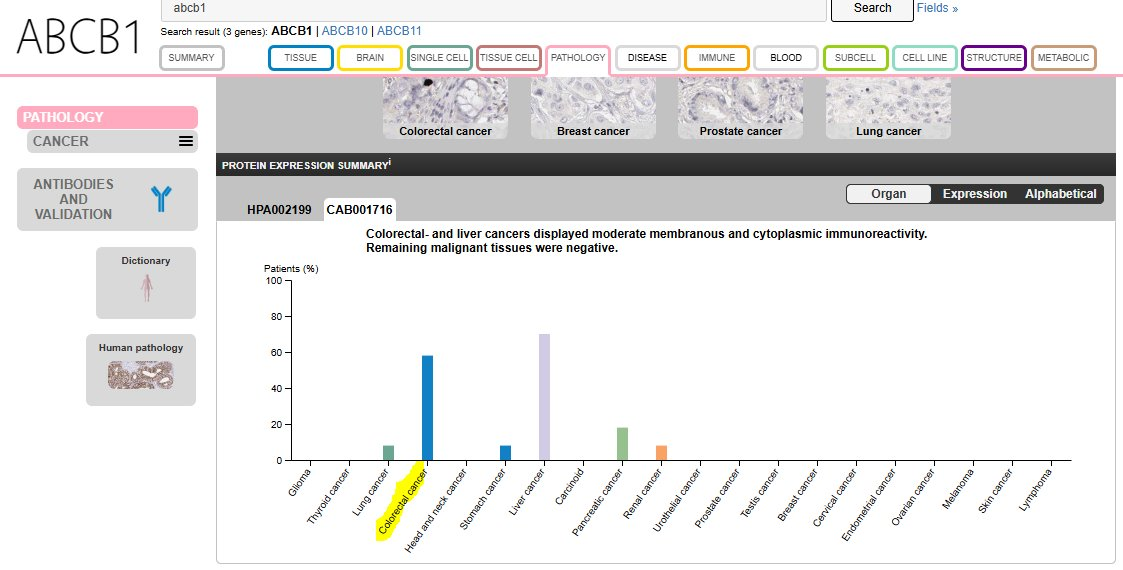 abcb1
Search
Fields »
ABCB1
Search result (3 genes): ABCB1 | ABCB10 | ABCB11
SUMMARY TISSUE BRAIN SINGLE CELL TISSUE CELL PATHOLOGY DISEASE IMMUNE BLOOD SUBCELL CELL LINE STRUCTURE METABOLIC
PATHOLOGY
CANCER
ANTIBODIES
AND
VALIDATION
Dictionary
Human pathology
Colorectal cancer Breast cancer Prostate cancer Lung cancer
PROTEIN EXPRESSION SUMMARYi
Organ Expression Alphabetical
HPA002199 CAB001716
Colorectal- and liver cancers displayed moderate membranous and cytoplasmic immunoreactivity.
Remaining malignant tissues were negative.
Patients (%)
100
80
60
40
20
0
Glioma
Thyroid cancer
Lung cancer
Colorectal cancer
Head and neck cancer
Stomach cancer
Liver cancer
Carcinoid
Pancreatic cancer
Renal cancer
Urothelial cancer
Prostate cancer
Testis cancer
Breast cancer
Cervical cancer
Endometrial cancer
Ovarian cancer
Melanoma
Skin cancer
Lymphoma